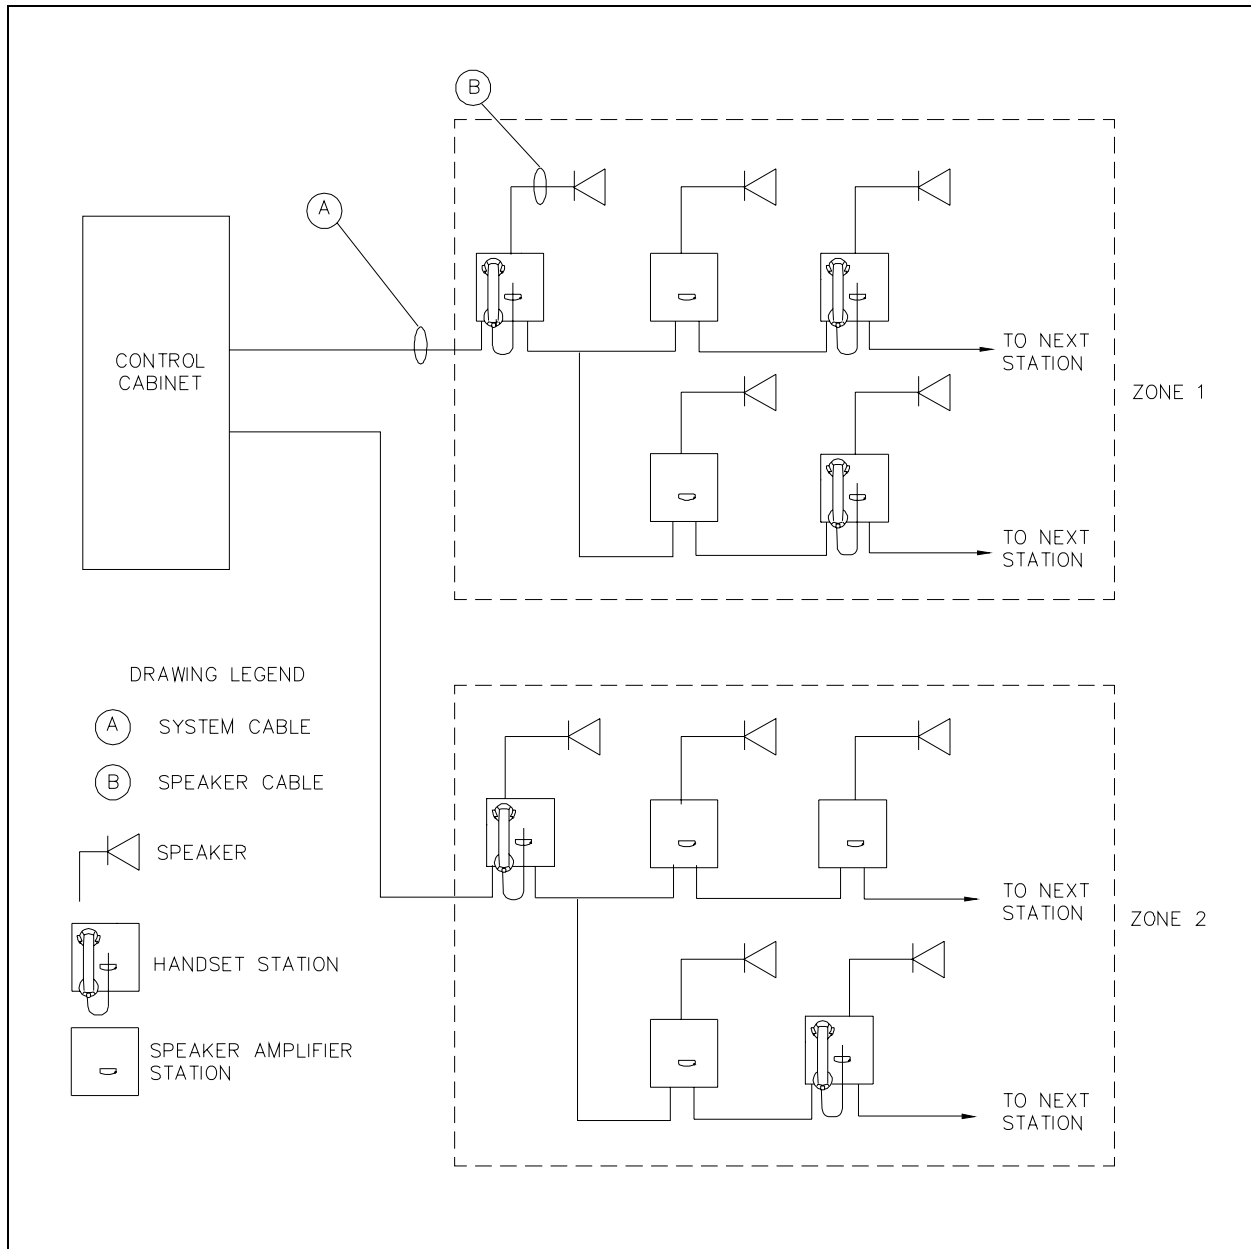 B
A
CONTROL
CABINET
TO NEXT
STATION
ZONE 1
TO NEXT
STATION
DRAWING LEGEND
A SYSTEM CABLE
B SPEAKER CABLE
SPEAKER
HANDSET STATION
SPEAKER AMPLIFIER
STATION
TO NEXT
STATION
ZONE 2
TO NEXT
STATION